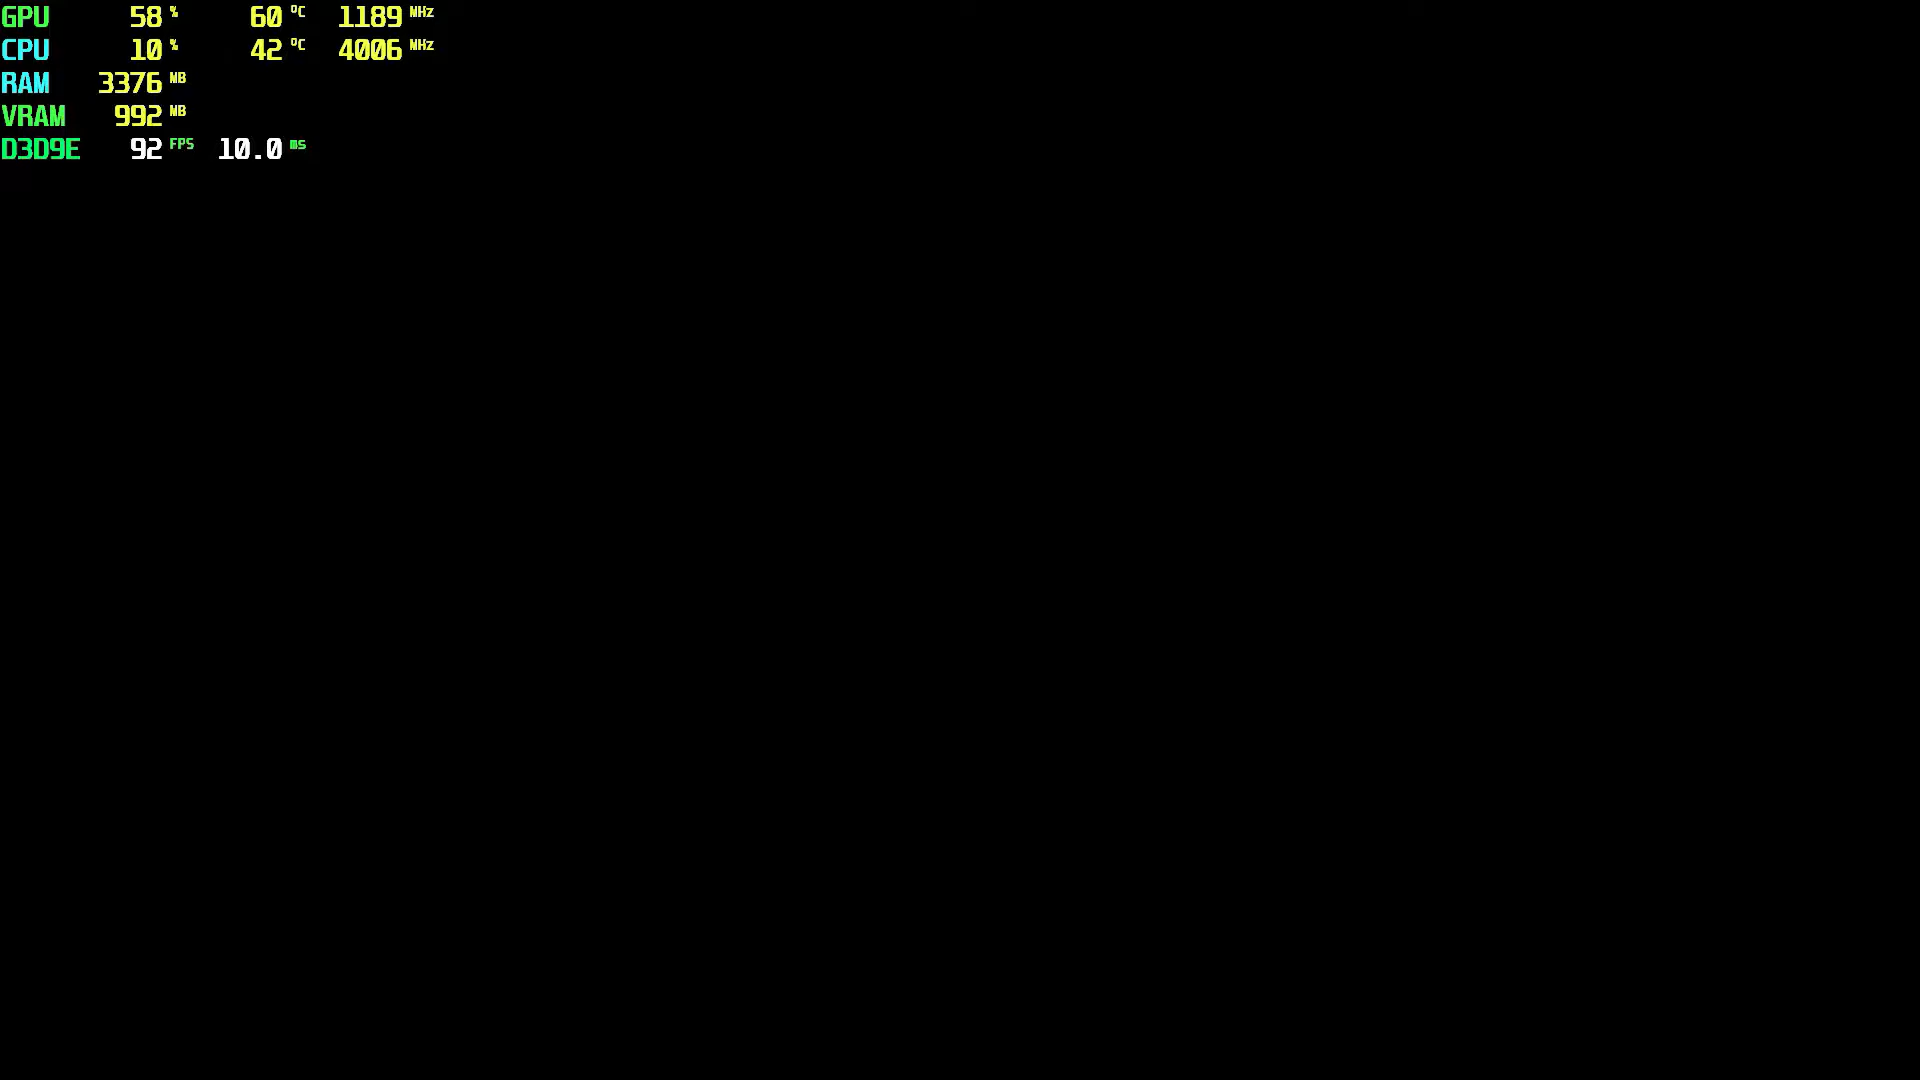 GPU 58 % 60 °C 1189 MHz
CPU 10 % 42 °C 4006 MHz
RAM 3376 MB
VRAM 992 MB
D3D9E 92 FPS 10.0 ms